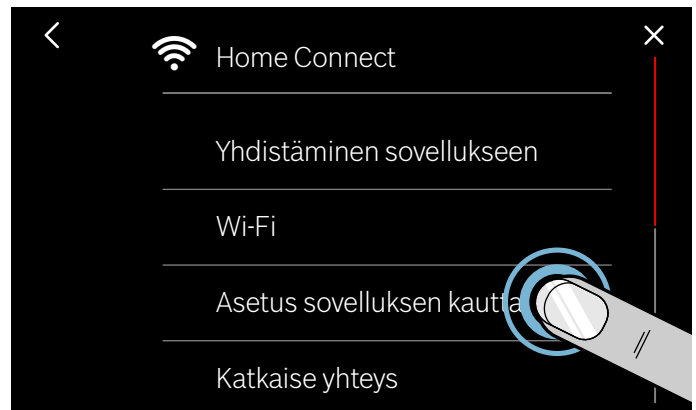 Home Connect
Yhdistäminen sovellukseen
Wi-Fi
Asetus sovelluksen kautta
Katkaise yhteys